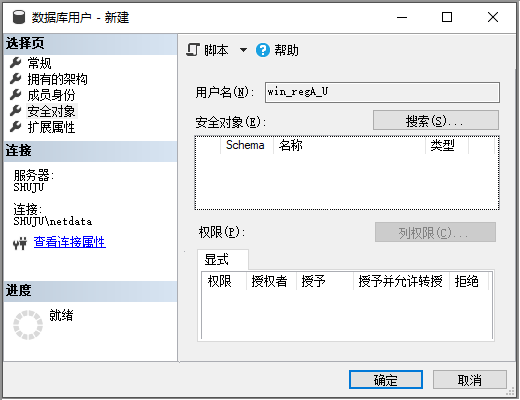 数据库用户 - 新建
选择页
常规
拥有的架构
成员身份
安全对象
扩展属性
连接
服务器:
SHUJU
连接:
SHUJU\netdata
查看连接属性
进度
就绪
脚本 帮助
用户名(N): win_regA_U
安全对象(E): 搜索(S)...
Schema 名称 类型
权限(P): 列权限(C)...
显式
权限 授权者 授予 授予并允许转授 拒绝
确定 取消